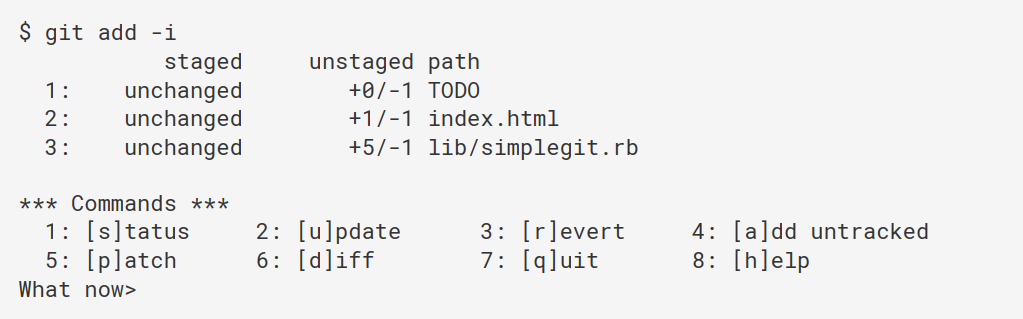 $ git add -i
           staged     unstaged path
  1:    unchanged        +0/-1 TODO
  2:    unchanged        +1/-1 index.html
  3:    unchanged        +5/-1 lib/simplegit.rb

*** Commands ***
  1: [s]tatus     2: [u]pdate      3: [r]evert     4: [a]dd untracked
  5: [p]atch      6: [d]iff        7: [q]uit       8: [h]elp
What now>